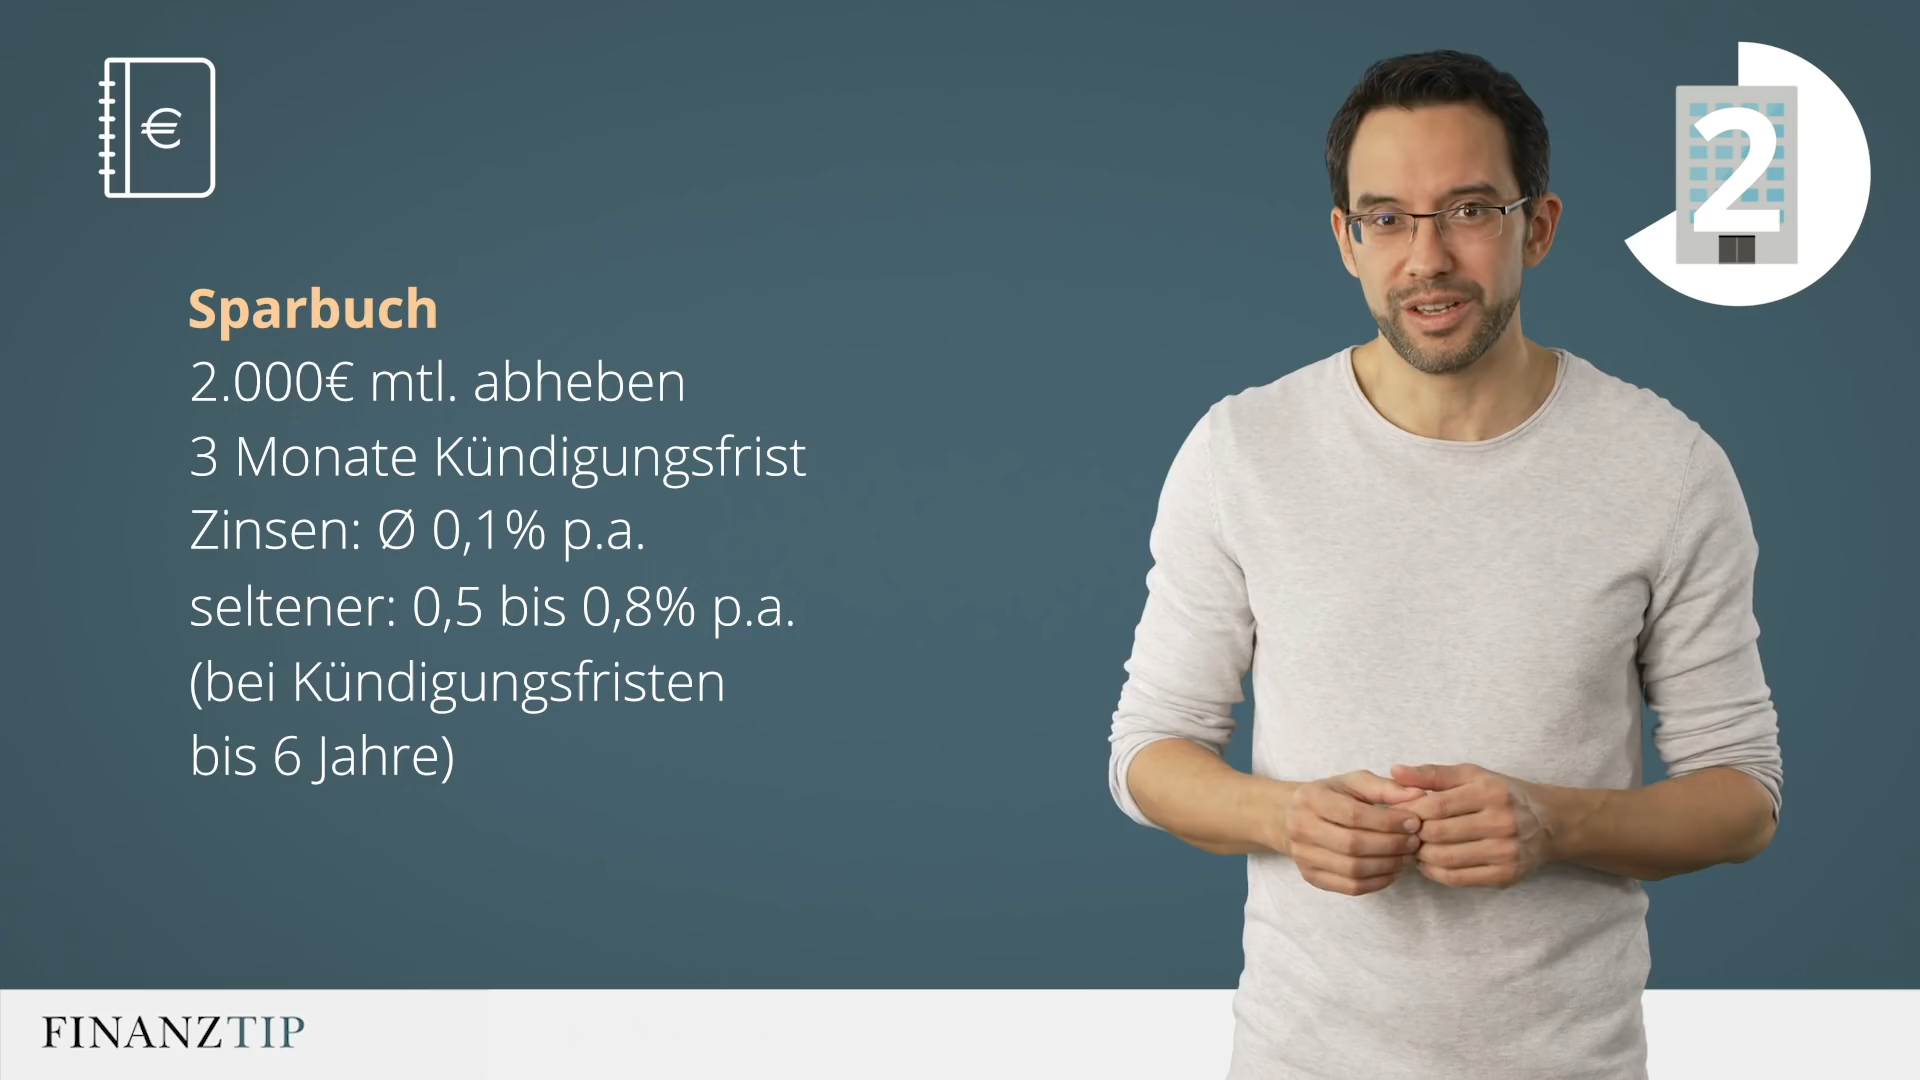 €
2
Sparbuch
2.000€ mtl. abheben
3 Monate Kündigungsfrist
Zinsen: Ø 0,1% p.a.
seltener: 0,5 bis 0,8% p.a.
(bei Kündigungsfristen
bis 6 Jahre)
FINANZTIP